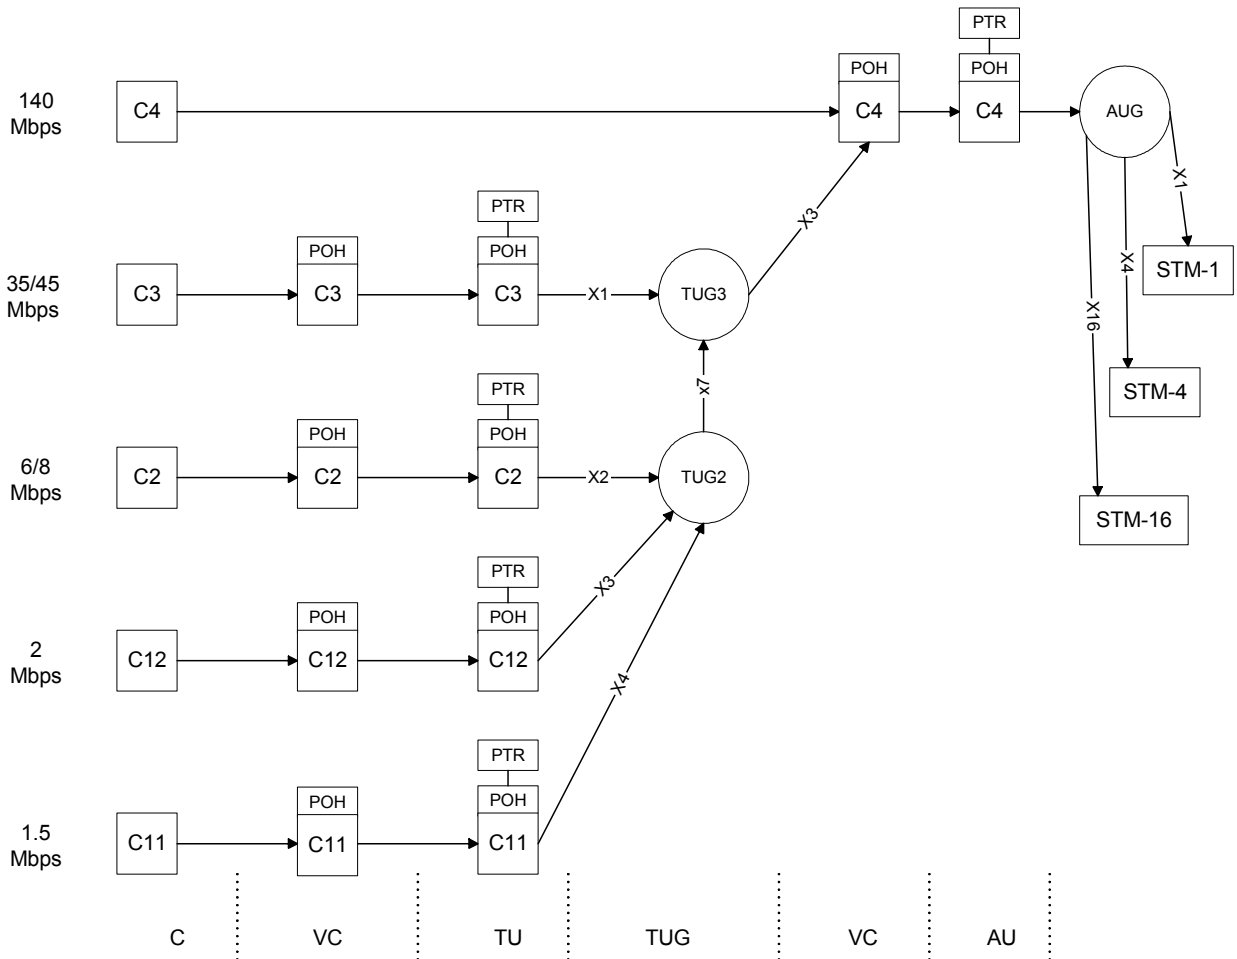 PTR
POH
POH
140
Mbps
C4
C4
C4
AUG
X1
PTR
X3
POH
POH
X4
STM-1
35/45
Mbps
C3
C3
C3
X1
TUG3
X16
PTR
x7
STM-4
POH
POH
6/8
Mbps
C2
C2
C2
X2
TUG2
STM-16
PTR
X3
POH
POH
2
Mbps
C12
C12
C12
X4
PTR
POH
POH
1.5
Mbps
C11
C11
C11
C
VC
TU
TUG
VC
AU